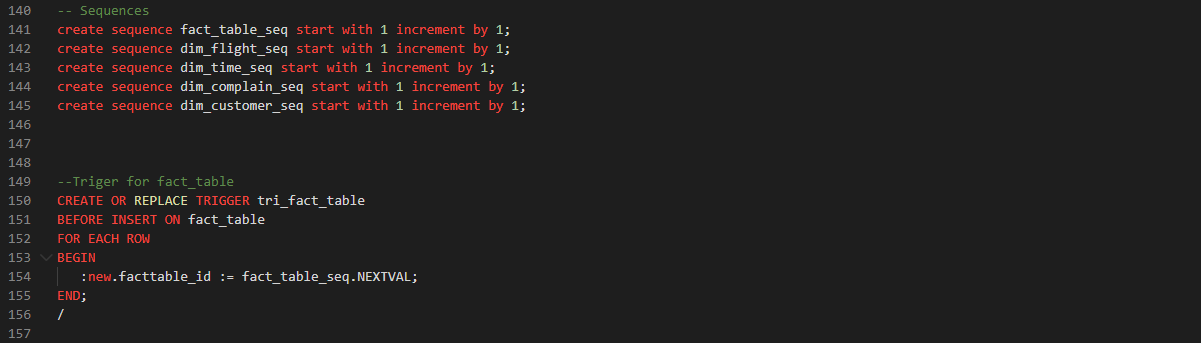 140 -- Sequences
141 create sequence fact_table_seq start with 1 increment by 1;
142 create sequence dim_flight_seq start with 1 increment by 1;
143 create sequence dim_time_seq start with 1 increment by 1;
144 create sequence dim_complain_seq start with 1 increment by 1;
145 create sequence dim_customer_seq start with 1 increment by 1;
146
147
148
149 --Triger for fact_table
150 CREATE OR REPLACE TRIGGER tri_fact_table
151 BEFORE INSERT ON fact_table
152 FOR EACH ROW
153 BEGIN
154 :new.facttable_id := fact_table_seq.NEXTVAL;
155 END;
156 /
157